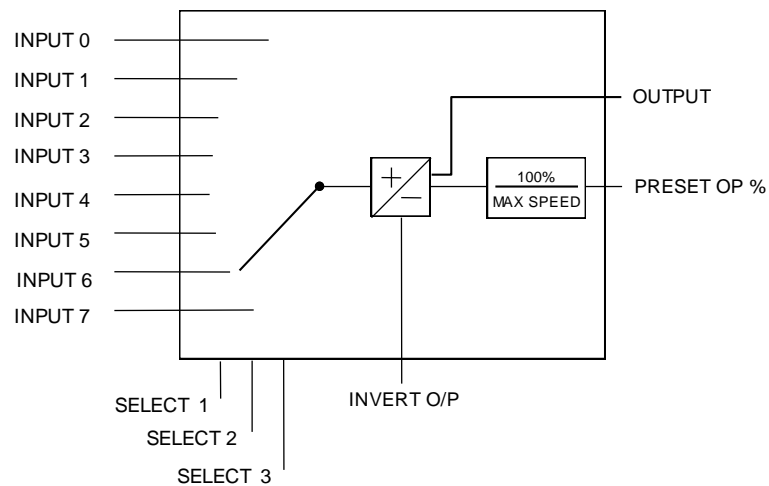 INPUT 0
INPUT 1
INPUT 2
INPUT 3
INPUT 4
INPUT 5
INPUT 6
INPUT 7
OUTPUT
+
−
100%
MAX SPEED
PRESET OP %
SELECT 1
SELECT 2
SELECT 3
INVERT O/P